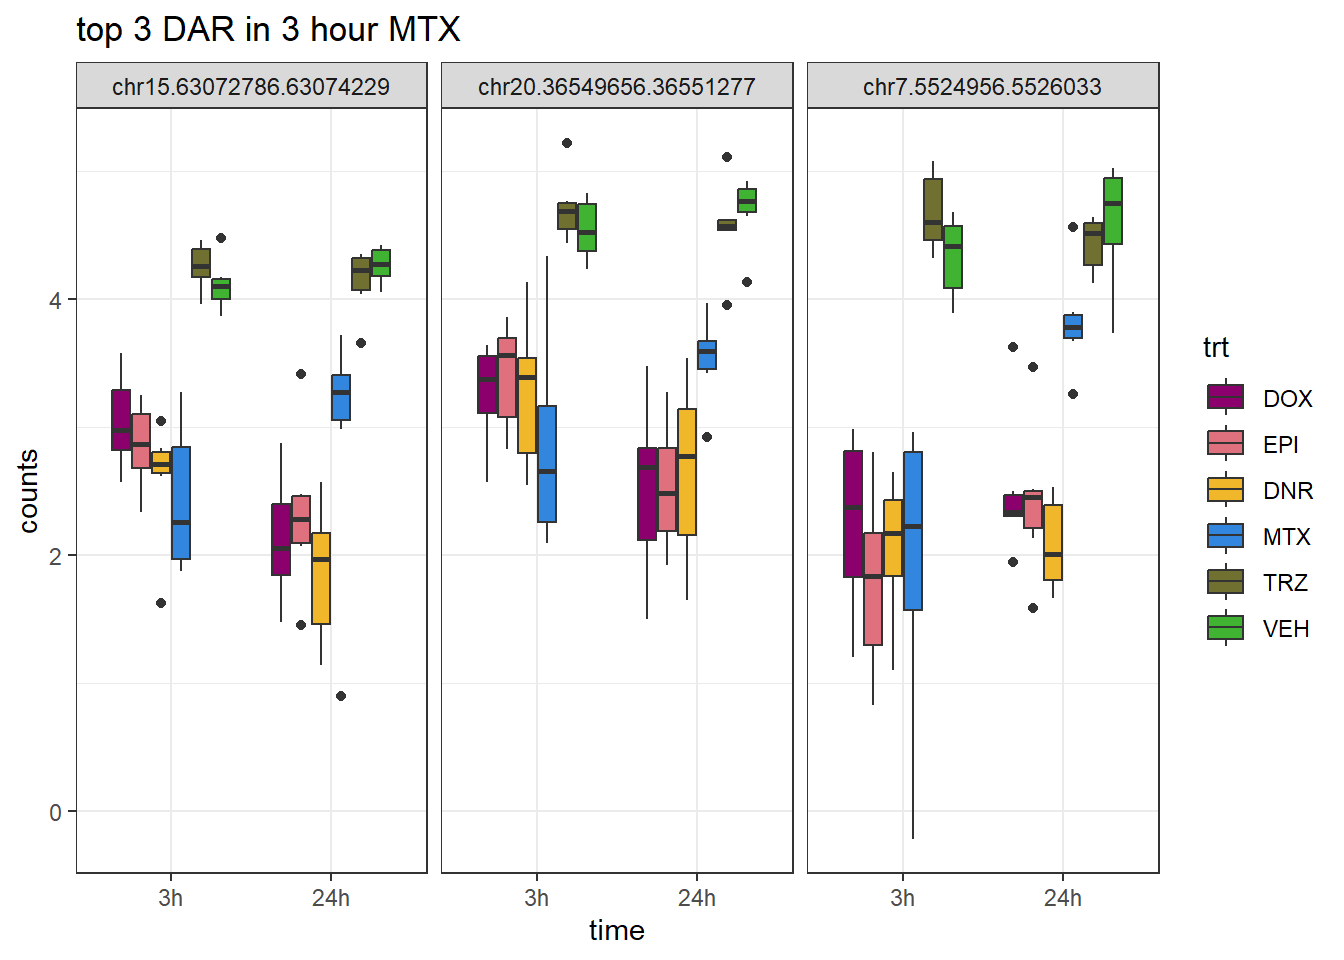 top 3 DAR in 3 hour MTX
chr15.63072786.63074229
chr20.36549656.36551277
chr7.5524956.5526033
counts
4
2
0
3h
24h
3h
24h
3h
24h
time
trt
DOX
EPI
DNR
MTX
TRZ
VEH